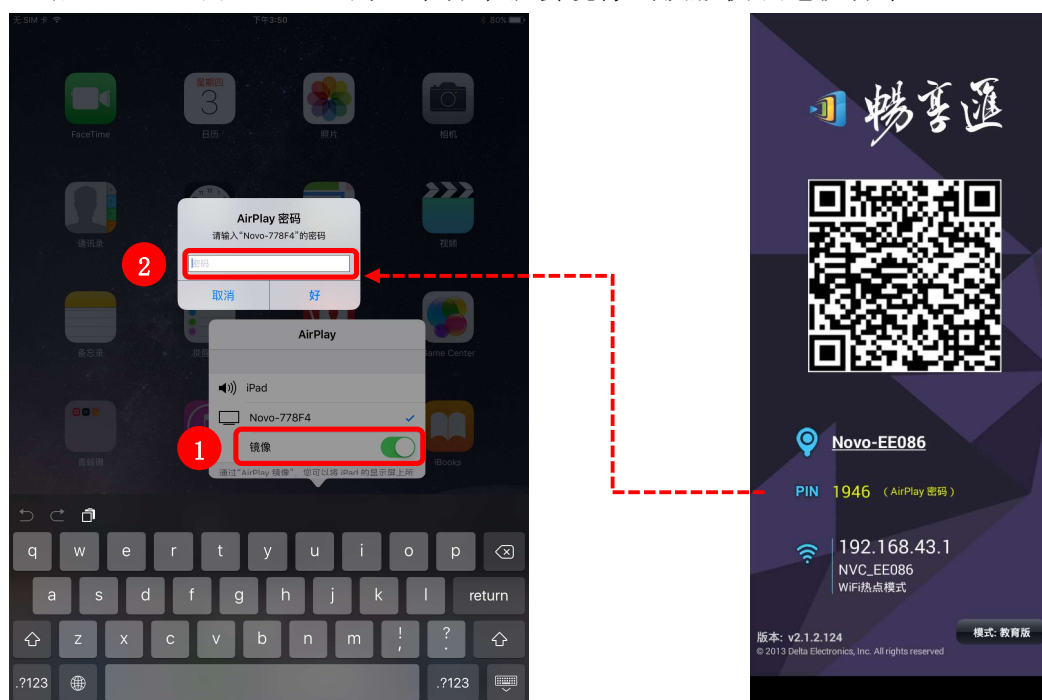 无 SIM 卡
下午3:50
80%
FaceTime
星期四
3
日历
照片
相机
通讯录
视频
AirPlay 密码
请输入“Novo-778F4”的密码
2
密码
取消
好
备忘录
Game Center
AirPlay
iPad
Novo-778F4
1
镜像
iBooks
通过“AirPlay 镜像”，您可以将 iPad 的显示屏上所
q w e r t y u i o p
a s d f g h j k l return
z x c v b n m ! , ? .
.?123
.?123
暢享匯
Novo-EE086
PIN 1946 （AirPlay 密码）
192.168.43.1
NVC_EE086
WiFi热点模式
版本: v2.1.2.124
模式: 教育版
© 2013 Delta Electronics, Inc. All rights reserved